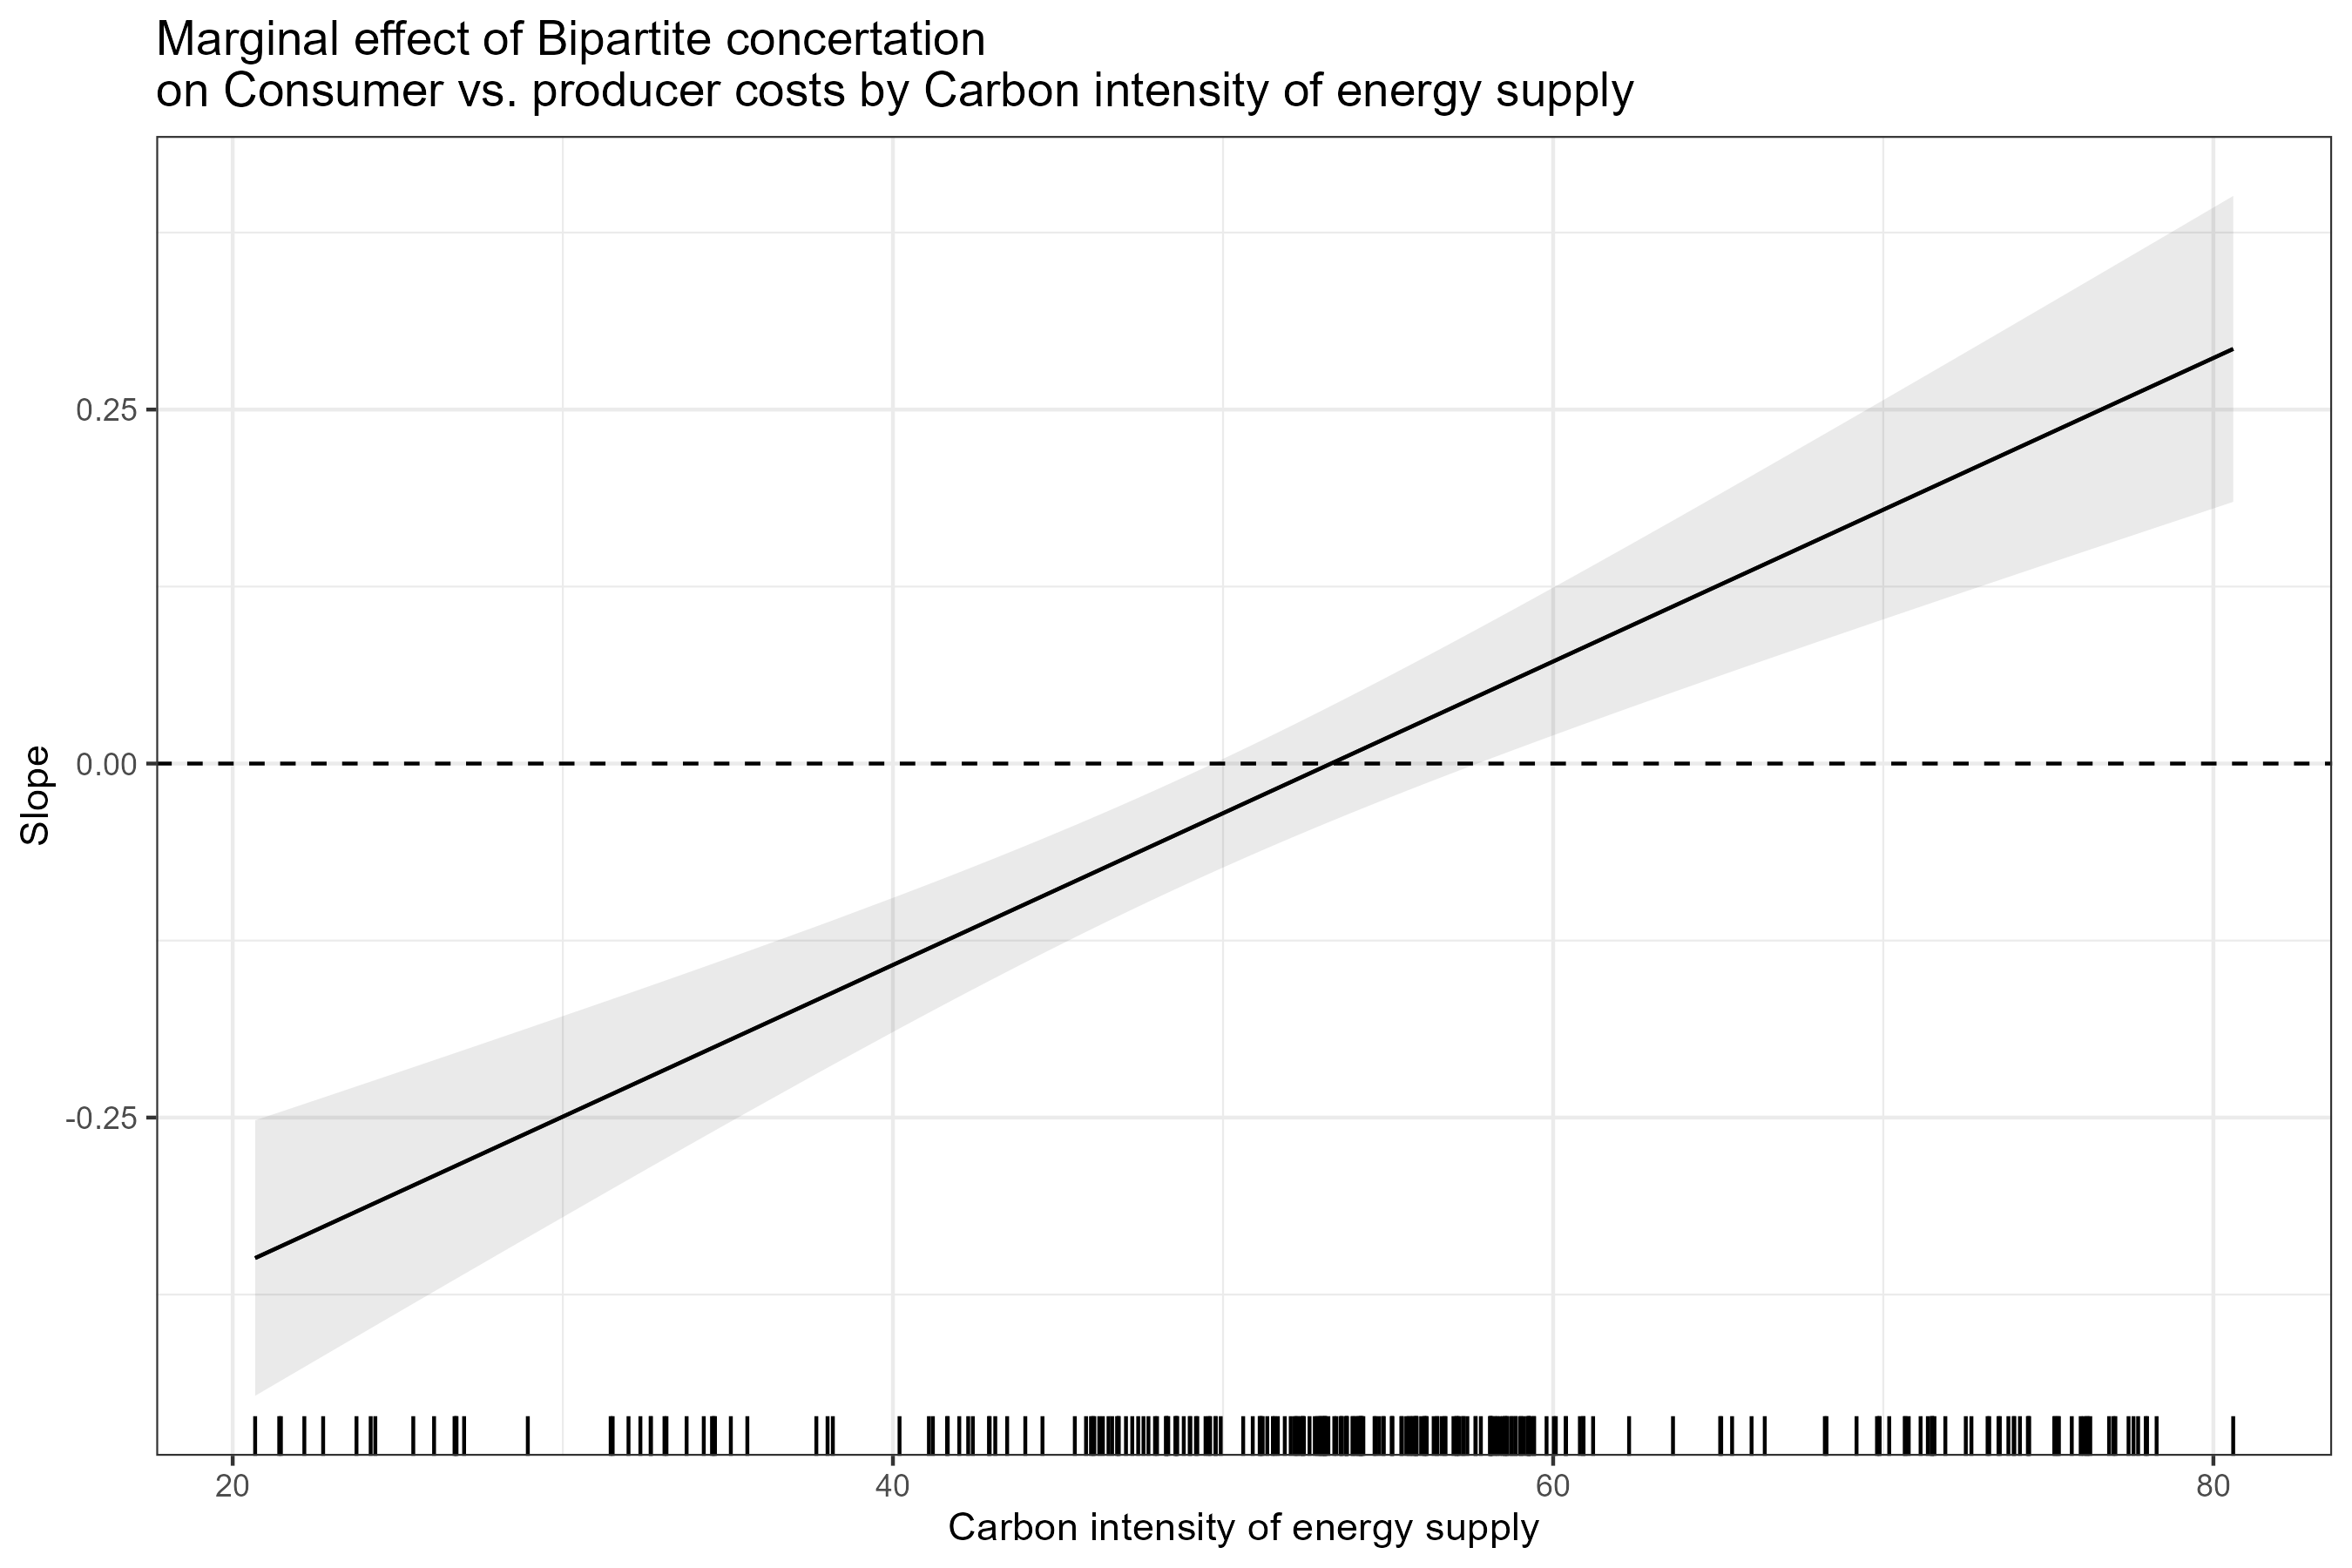 Marginal effect of Bipartite concertation
on Consumer vs. producer costs by Carbon intensity of energy supply
Slope
0.25
0.00
-0.25
20
40
60
80
Carbon intensity of energy supply